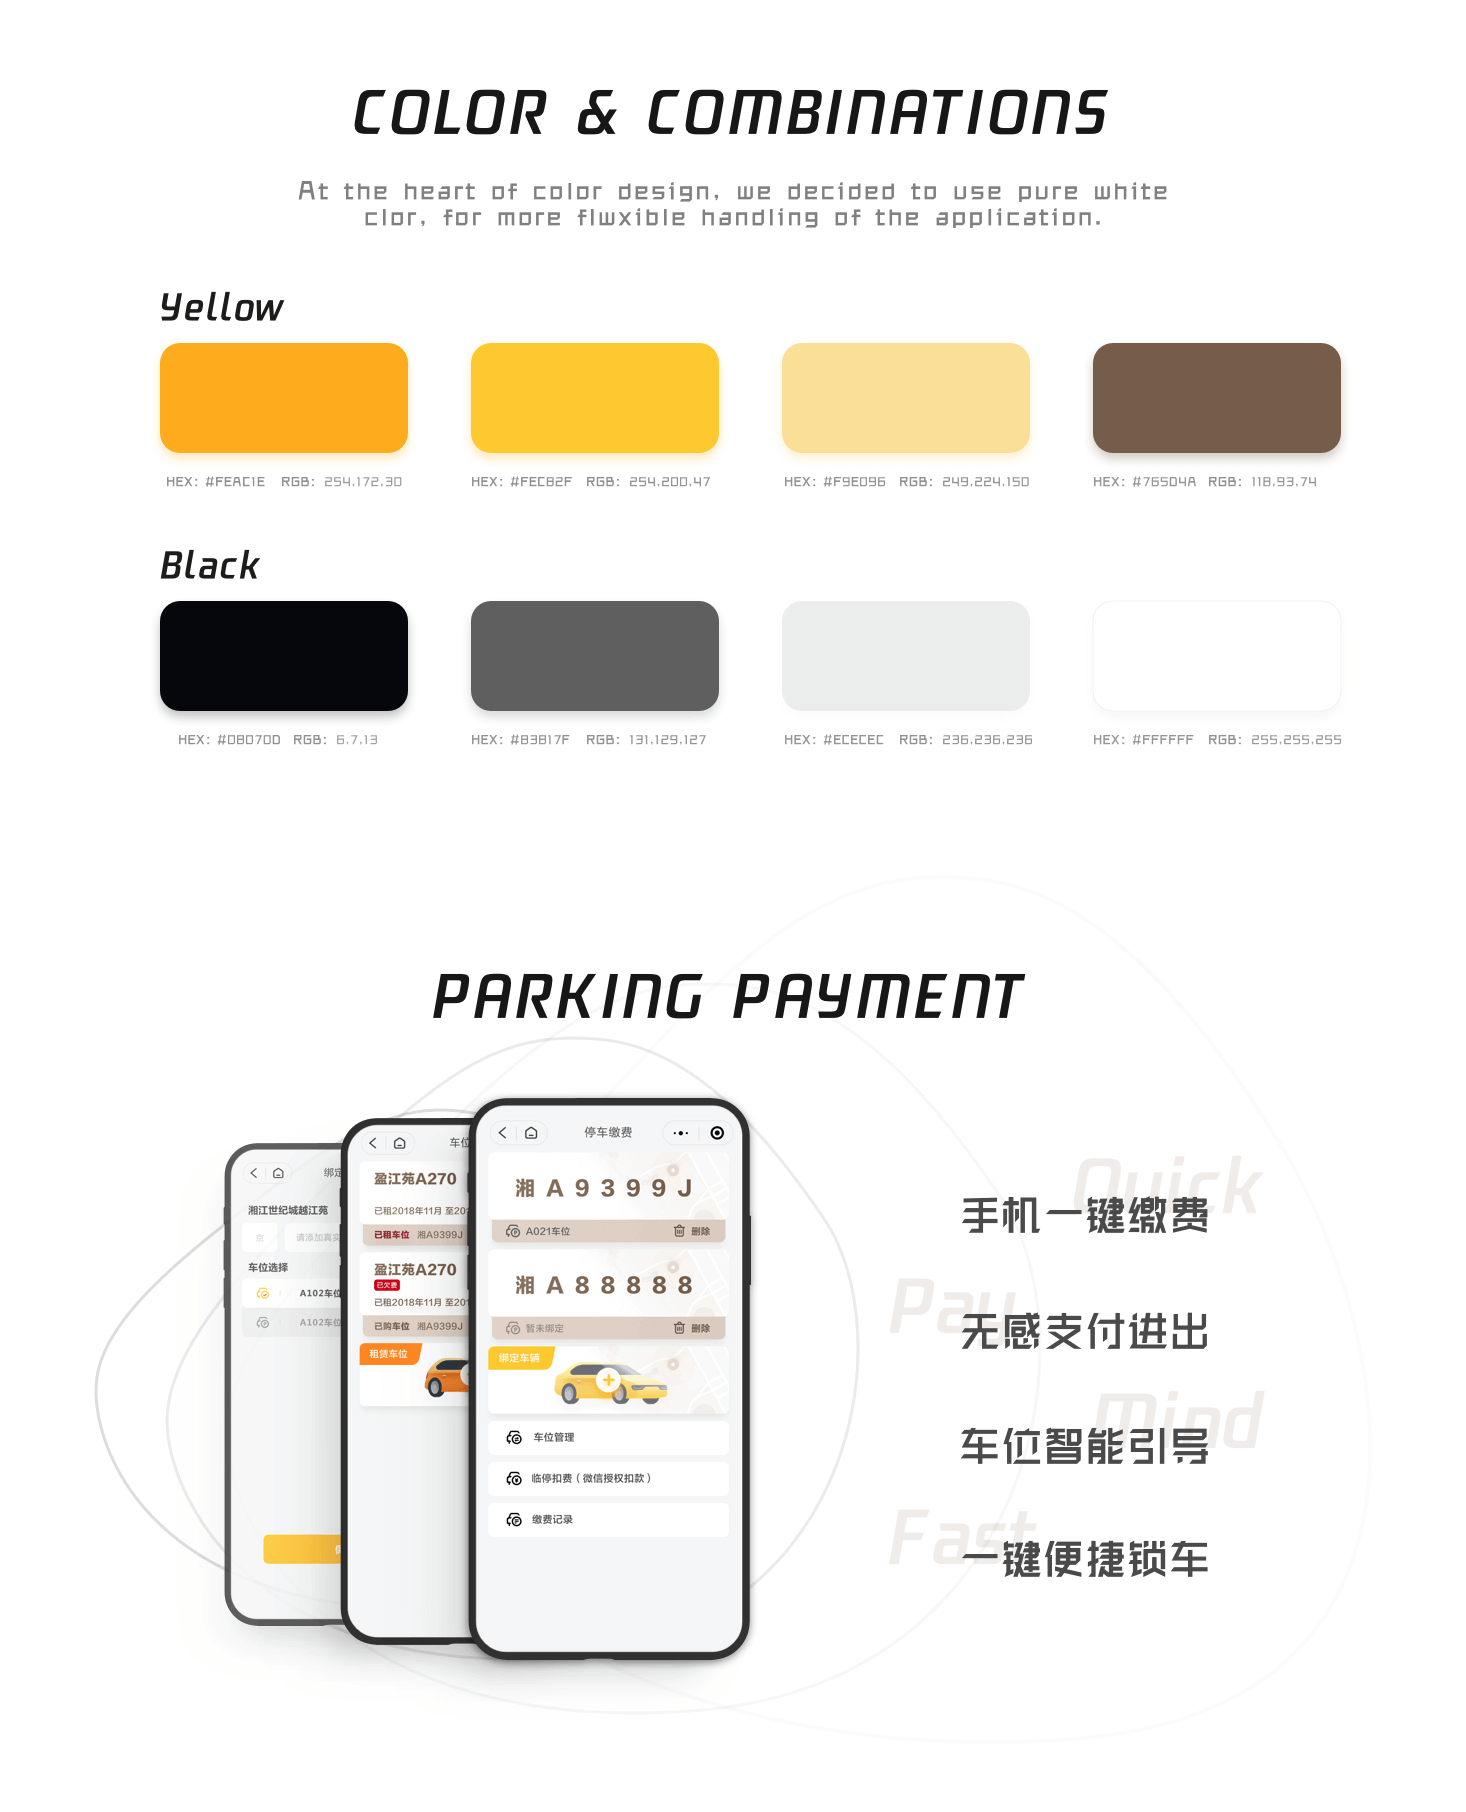 COLOR & COMBINATIONS
At the heart of color design, we decided to use pure white
clor, for more fluxible handling of the application.
Yellow
HEX: #FEAC1E RGB: 254.172.30
HEX: #FEC82F RGB: 254.200.47
HEX: #F9E096 RGB: 249.224.150
HEX: #765D4A RGB: 118.93.74
Black
HEX: #D8D70D RGB: 6.7.13
HEX: #83817F RGB: 131.129.127
HEX: #ECECEC RGB: 236.236.236
HEX: #FFFFFF RGB: 255.255.255
PARKING PAYMENT
绑定
湘江世纪城越江苑
京
请添加真实
车位选择
A102车位
A102车位
车位
盈江苑A270
已租2018年11月 至201
已租车位 湘A9399J
盈江苑A270
已欠费
已租2018年11月 至201
已购车位 湘A9399J
租赁车位
停车缴费
湘A9399J
A021车位 删除
湘A88888
暂未绑定 删除
绑定车辆
车位管理
临停扣费（微信授权扣款）
缴费记录
Quick
手机一键缴费
Pay
无感支付进出
Mind
车位智能引导
Fast
一键便捷锁车